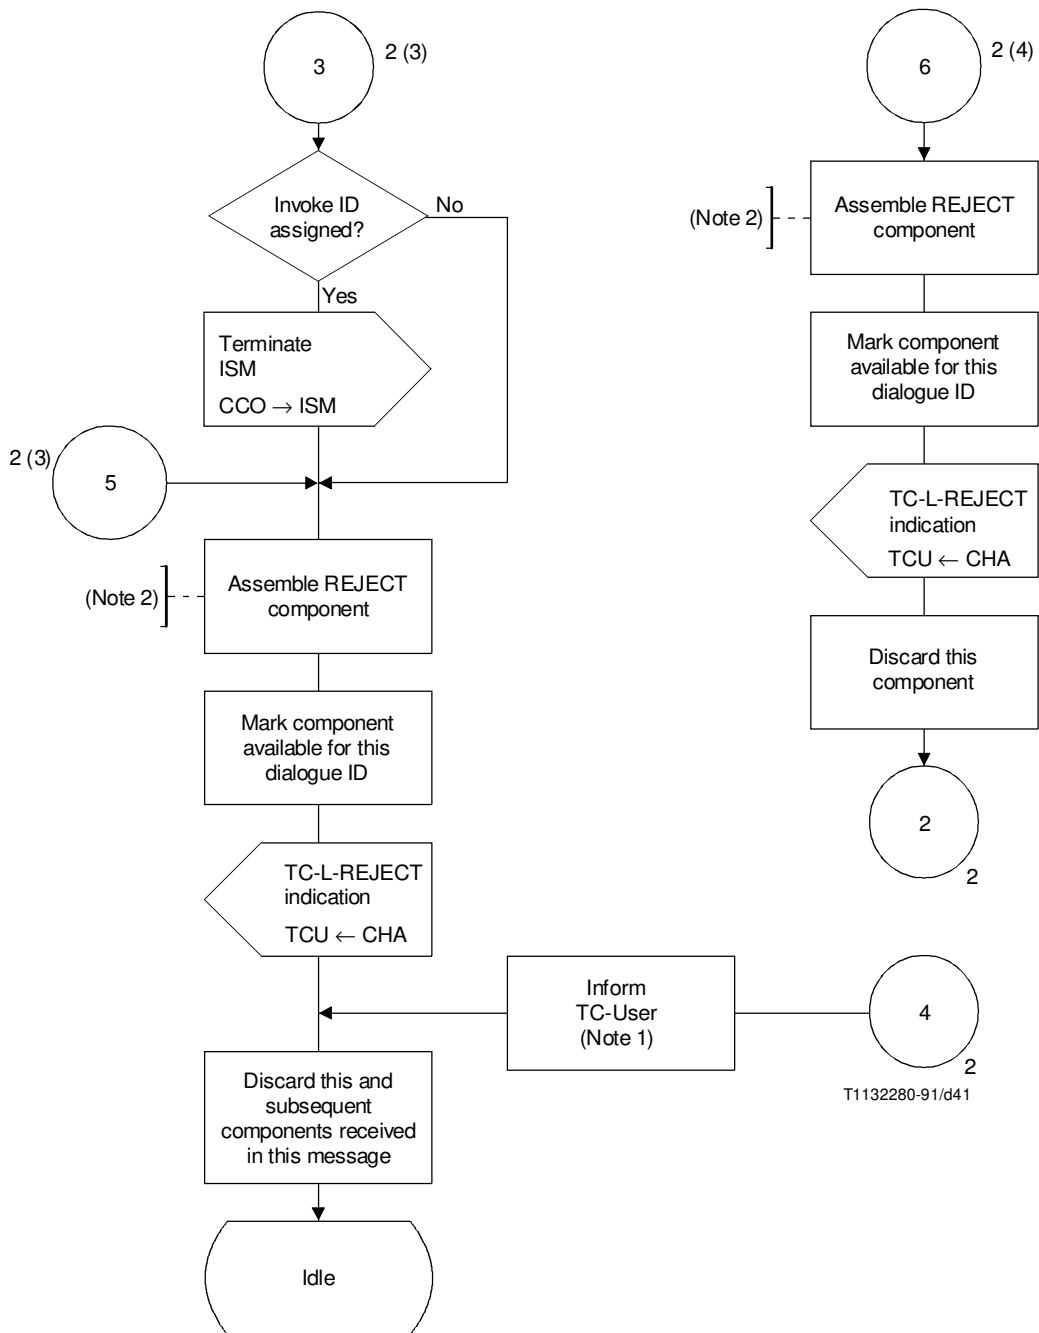 3
2 (3)
Invoke ID
assigned?
No
Yes
Terminate
ISM
CCO → ISM
2 (3)
5
(Note 2)
Assemble REJECT
component
Mark component
available for this
dialogue ID
TC-L-REJECT
indication
TCU ← CHA
Discard this and
subsequent
components received
in this message
Idle
6
2 (4)
(Note 2)
Assemble REJECT
component
Mark component
available for this
dialogue ID
TC-L-REJECT
indication
TCU ← CHA
Discard this
component
2
2
Inform
TC-User
(Note 1)
4
2
T1132280-91/d41